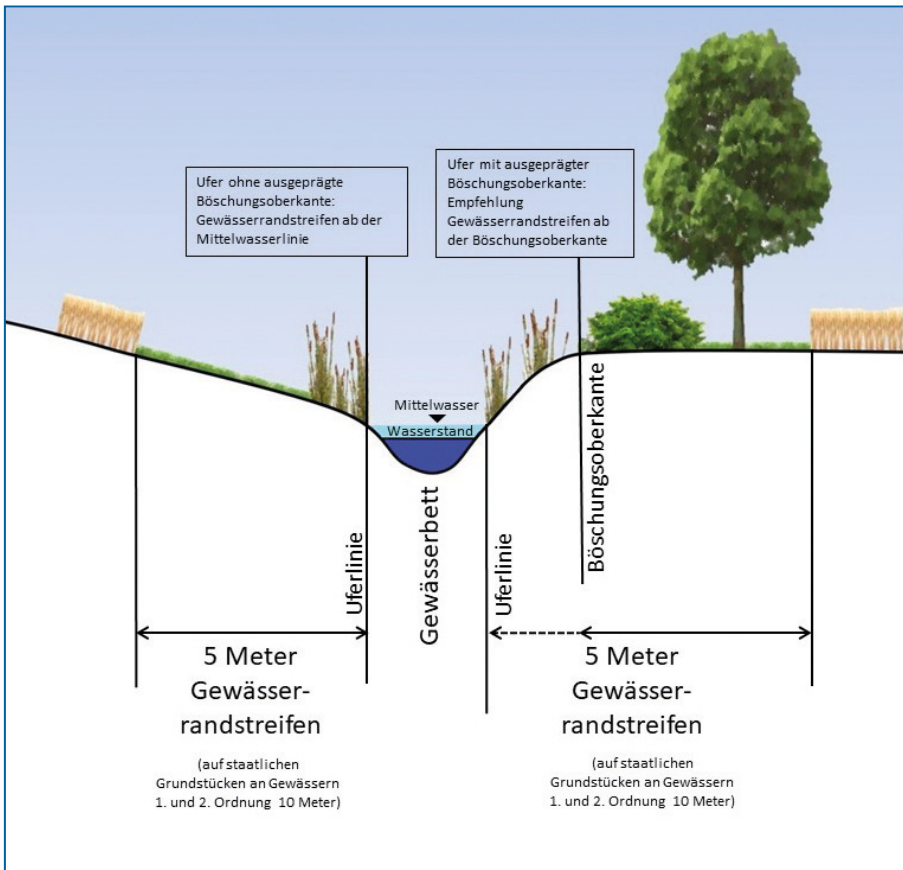 Ufer ohne ausgeprägte
Böschungsoberkante:
Gewässerrandstreifen ab der
Mittelwasserlinie
Ufer mit ausgeprägter
Böschungsoberkante:
Empfehlung
Gewässerrandstreifen ab
der Böschungsoberkante
Mittelwasser
Wasserstand
Uferlinie
Gewässerbett
Uferlinie
Böschungsoberkante
5 Meter
Gewässer-
randstreifen
(auf staatlichen
Grundstücken an Gewässern
1. und 2. Ordnung 10 Meter)
5 Meter
Gewässer-
randstreifen
(auf staatlichen
Grundstücken an Gewässern
1. und 2. Ordnung 10 Meter)